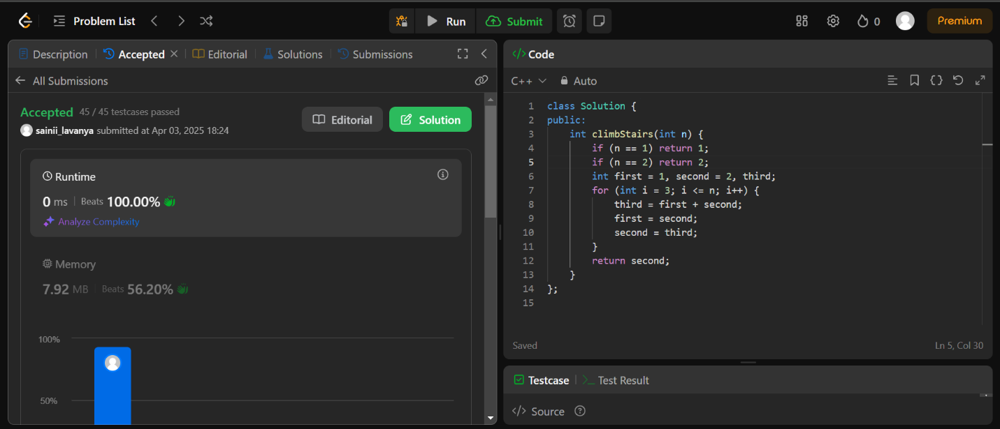 Problem List Run Submit 0 Premium
Description Accepted Editorial Solutions Submissions
All Submissions
Accepted 45 / 45 testcases passed
sainii_lavanya submitted at Apr 03, 2025 18:24
Editorial Solution
Runtime
0 ms Beats 100.00%
Analyze Complexity
Memory
7.92 MB Beats 56.20%
100%
50%
</> Code
C++ Auto
1 class Solution {
2 public:
3 int climbStairs(int n) {
4 if (n == 1) return 1;
5 if (n == 2) return 2;
6 int first = 1, second = 2, third;
7 for (int i = 3; i <= n; i++) {
8 third = first + second;
9 first = second;
10 second = third;
11 }
12 return second;
13 }
14 };
15
Saved Ln 5, Col 30
Testcase >_ Test Result
</> Source ?